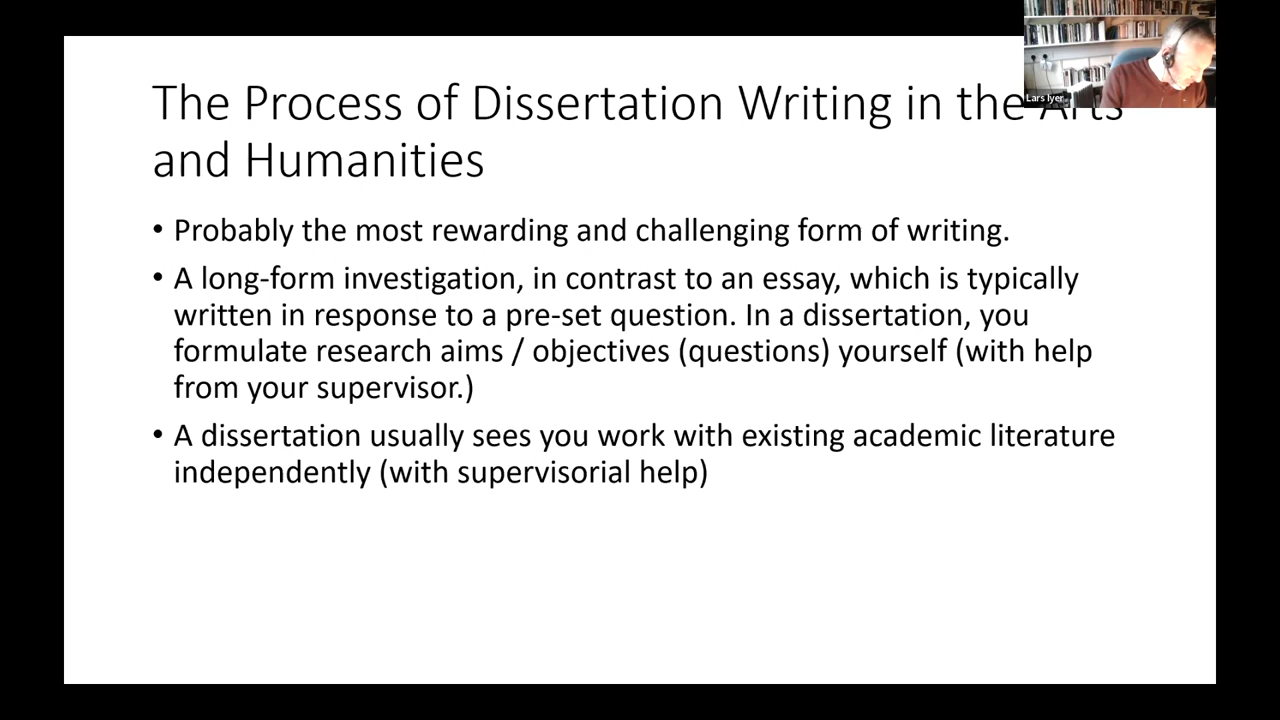 The Process of Dissertation Writing in the Arts
and Humanities
• Probably the most rewarding and challenging form of writing.
• A long-form investigation, in contrast to an essay, which is typically
written in response to a pre-set question. In a dissertation, you
formulate research aims / objectives (questions) yourself (with help
from your supervisor.)
• A dissertation usually sees you work with existing academic literature
independently (with supervisorial help)
Lars Iyer